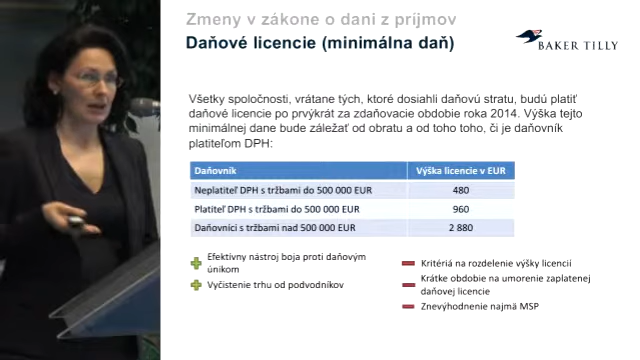 Zmeny v zákone o dani z príjmov
Daňové licencie (minimálna daň)
BAKER TILLY
Všetky spoločnosti, vrátane tých, ktoré dosiahli daňovú stratu, budú platiť
daňové licencie po prvýkrát za zdaňovacie obdobie roka 2014. Výška tejto
minimálnej dane bude záležať od obratu a od toho toho, či je daňovník
platiteľom DPH:
Daňovník Výška licencie v EUR
Neplatiteľ DPH s tržbami do 500 000 EUR 480
Platiteľ DPH s tržbami do 500 000 EUR 960
Daňovníci s tržbami nad 500 000 EUR 2 880
Efektívny nástroj boja proti daňovým
únikom
Vyčistenie trhu od podvodníkov
Kritériá na rozdelenie výšky licencií
Krátke obdobie na umorenie zaplatenej
daňovej licencie
Znevýhodnenie najmä MSP